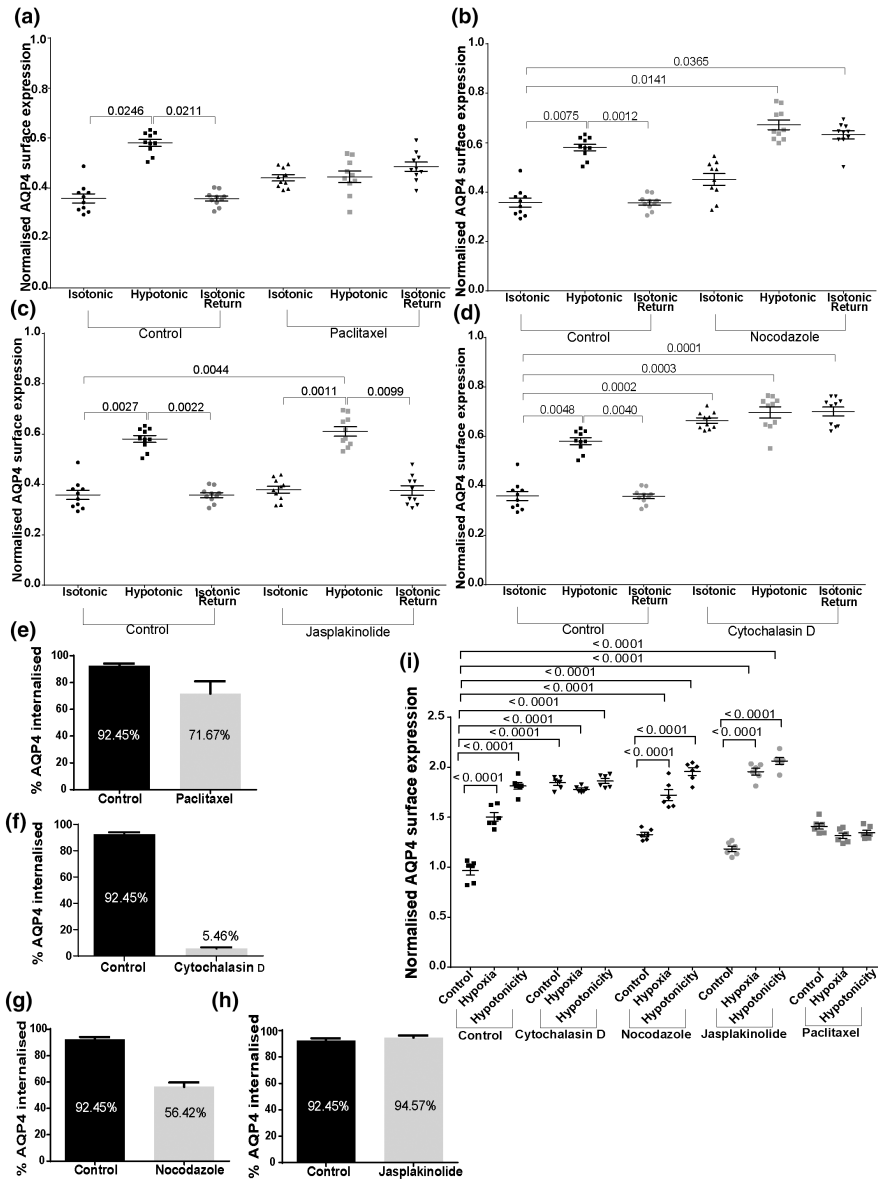 (a)
Normalised AQP4 surface expression
1.0
0.8
0.6
0.4
0.2
0.0
0.0246
0.0211
Isotonic
Hypotonic
Isotonic
Return
Isotonic
Hypotonic
Isotonic
Return
Control
Paclitaxel
(b)
Normalised AQP4 surface expression
1.0
0.8
0.6
0.4
0.2
0.0
0.0365
0.0141
0.0075
0.0012
Isotonic
Hypotonic
Isotonic
Return
Isotonic
Hypotonic
Isotonic
Return
Control
Nocodazole
(c)
Normalised AQP4 surface expression
1.0
0.8
0.6
0.4
0.2
0.0
0.0044
0.0027
0.0022
0.0011
0.0099
Isotonic
Hypotonic
Isotonic
Return
Isotonic
Hypotonic
Isotonic
Return
Control
Jasplakinolide
(d)
Normalised AQP4 surface expression
1.0
0.8
0.6
0.4
0.2
0.0
0.0001
0.0003
0.0002
0.0048
0.0040
Isotonic
Hypotonic
Isotonic
Return
Isotonic
Hypotonic
Isotonic
Return
Control
Cytochalasin D
(e)
% AQP4 internalised
100
80
60
40
20
0
92.45%
71.67%
Control
Paclitaxel
(f)
% AQP4 internalised
100
80
60
40
20
0
92.45%
5.46%
Control
Cytochalasin D
(g)
% AQP4 internalised
100
80
60
40
20
0
92.45%
56.42%
Control
Nocodazole
(h)
% AQP4 internalised
100
80
60
40
20
0
92.45%
94.57%
Control
Jasplakinolide
(i)
Normalised AQP4 surface expression
2.5
2.0
1.5
1.0
0.5
0.0
< 0.0001
< 0.0001
< 0.0001
< 0.0001
< 0.0001
< 0.0001
< 0.0001
< 0.0001
< 0.0001
< 0.0001
< 0.0001
< 0.0001
< 0.0001
Control
Hypoxia
Hypotonicity
Control
Hypoxia
Hypotonicity
Control
Hypoxia
Hypotonicity
Control
Hypoxia
Hypotonicity
Control
Hypoxia
Hypotonicity
Control
Cytochalasin D
Nocodazole
Jasplakinolide
Paclitaxel